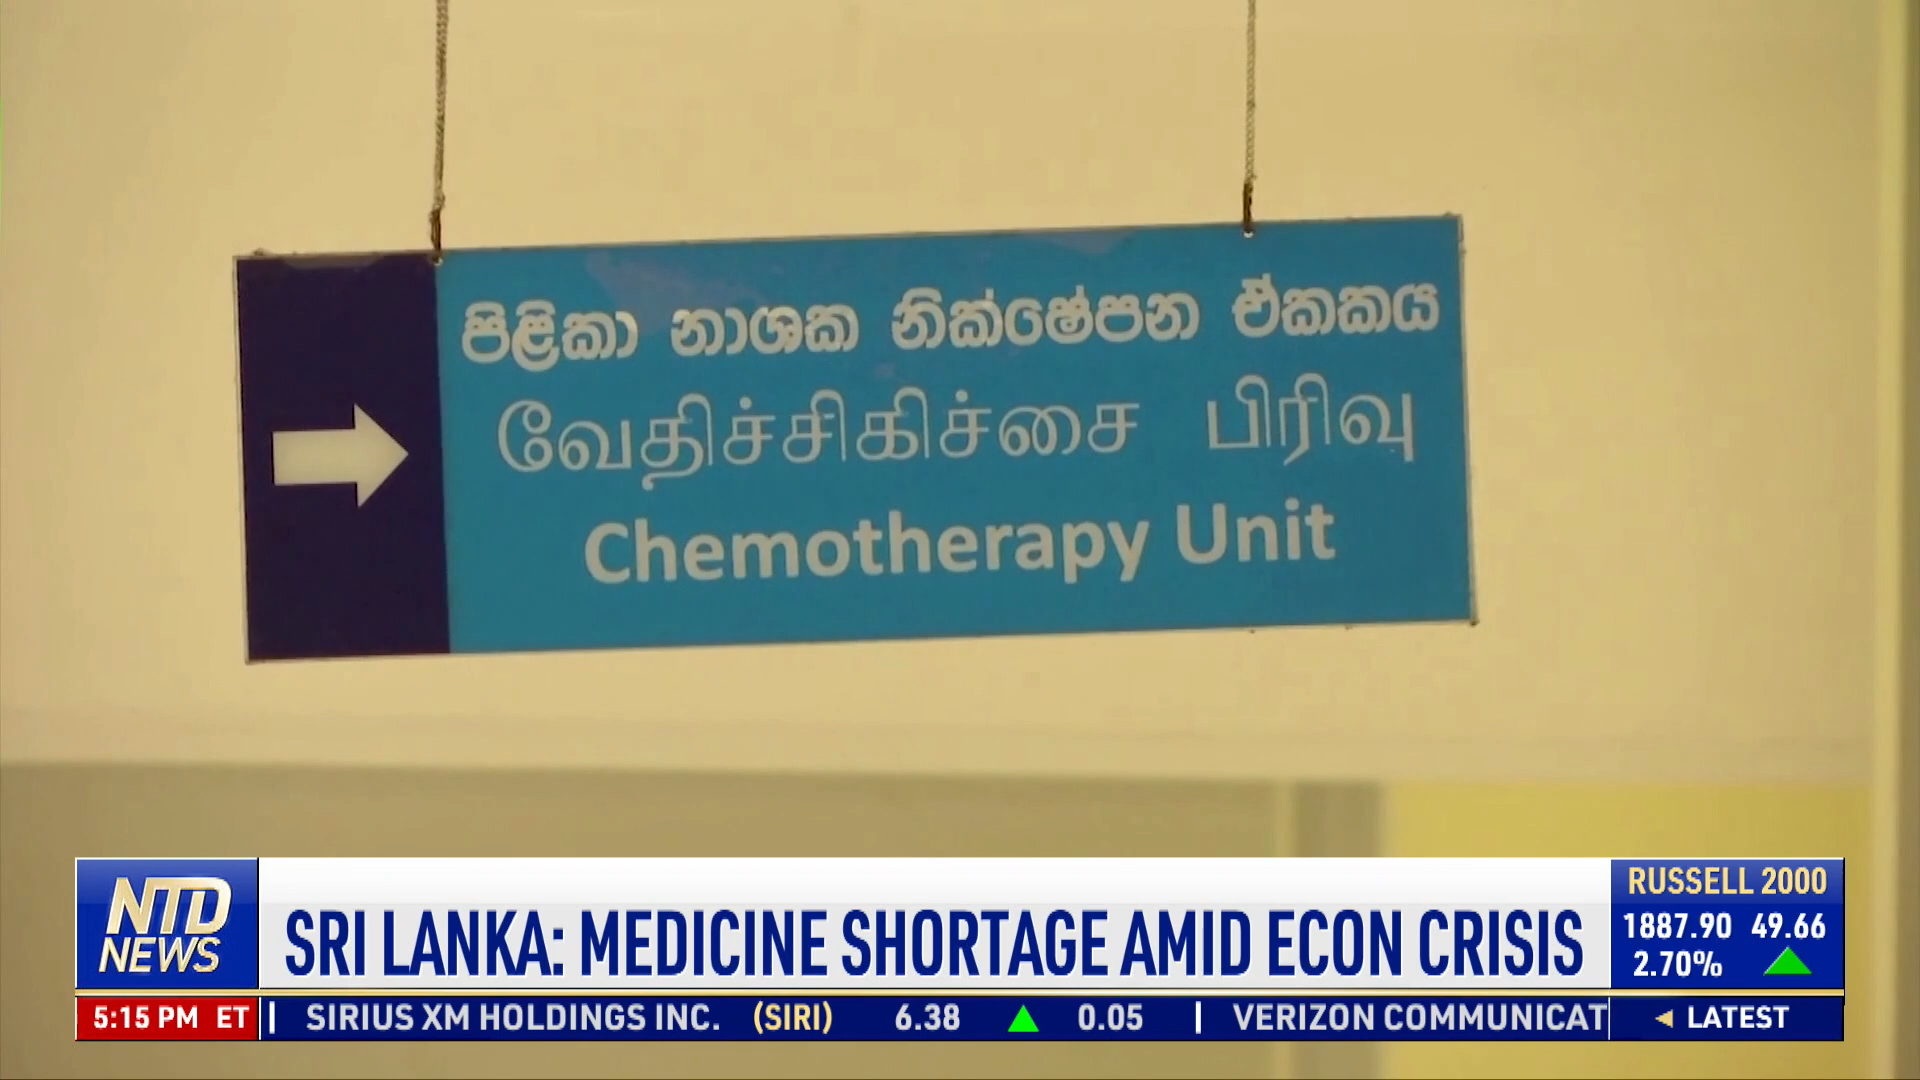 පිළිකා නාශක නික්ෂේපන ඒකකය
வேதிச்சிகிச்சை பிரிவு
Chemotherapy Unit
NTD
NEWS
SRI LANKA: MEDICINE SHORTAGE AMID ECON CRISIS
RUSSELL 2000
1887.90 49.66
2.70%
5:15 PM ET
SIRIUS XM HOLDINGS INC. (SIRI) 6.38 0.05 | VERIZON COMMUNICAT
LATEST